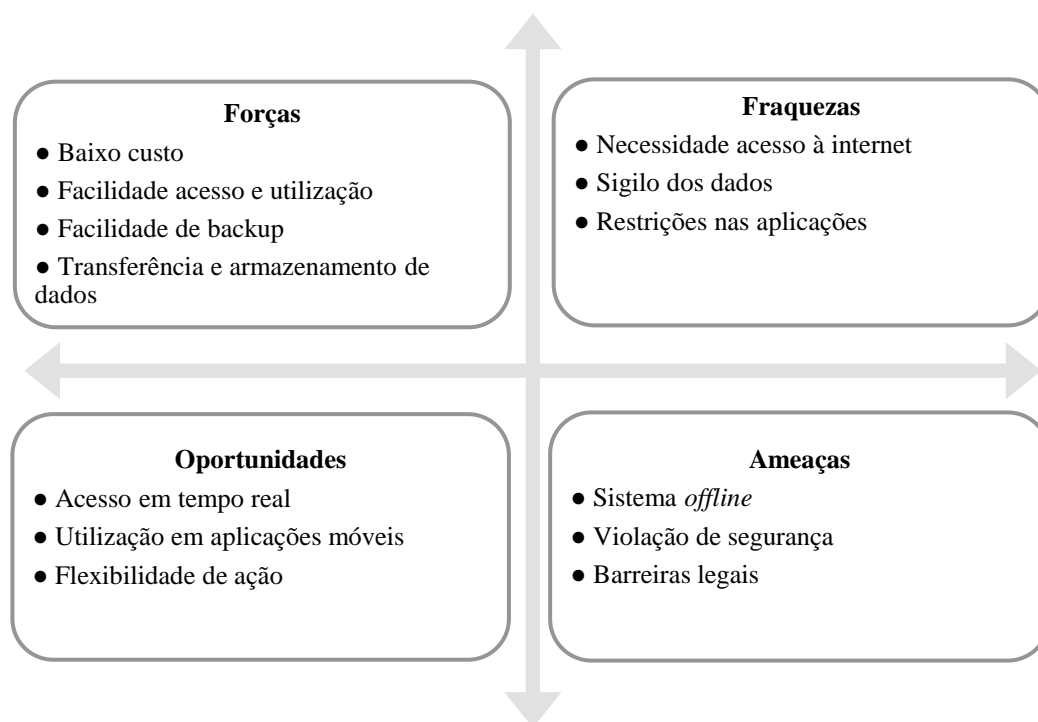 Forças
● Baixo custo
● Facilidade acesso e utilização
● Facilidade de backup
● Transferência e armazenamento de
dados
Fraquezas
● Necessidade acesso à internet
● Sigilo dos dados
● Restrições nas aplicações
Oportunidades
● Acesso em tempo real
● Utilização em aplicações móveis
● Flexibilidade de ação
Ameaças
● Sistema offline
● Violação de segurança
● Barreiras legais